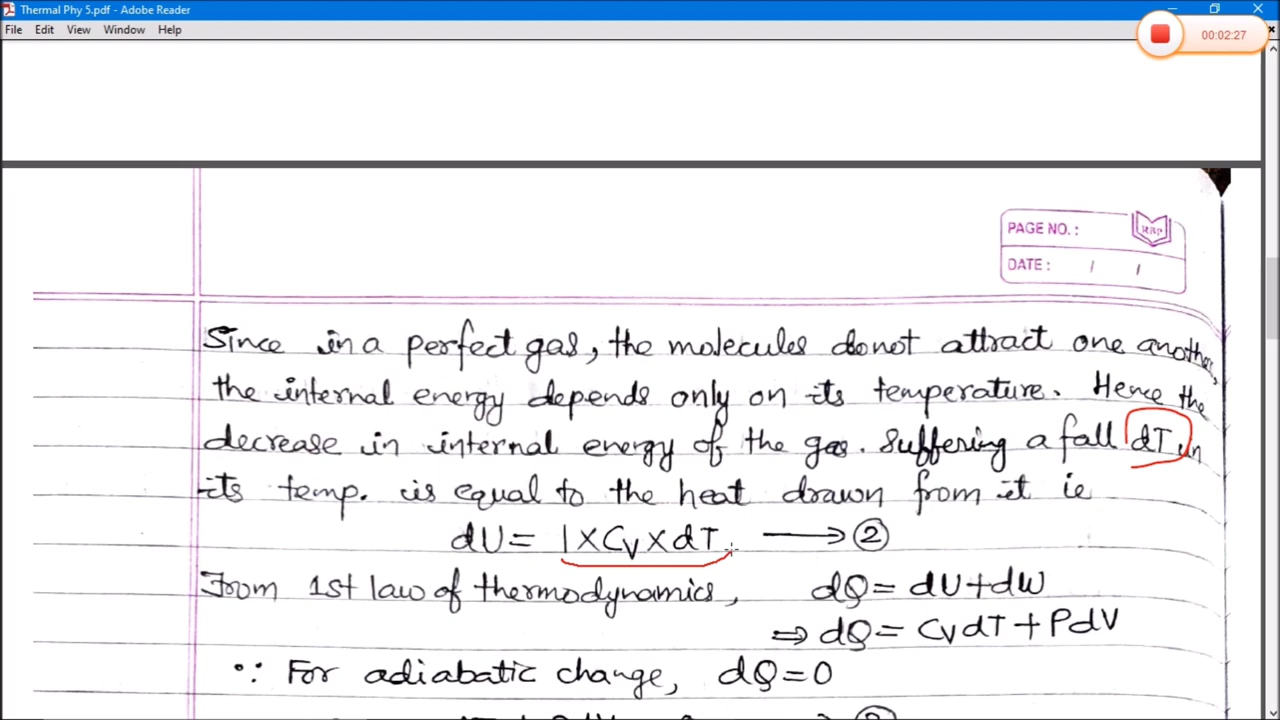 Thermal Phy 5.pdf - Adobe Reader
File Edit View Window Help
00:02:27
PAGE NO. :
DATE : / /
Since in a perfect gas, the molecules donot attract one another,
the internal energy depends only on its temperature. Hence the
decrease in internal energy of the gas. Suffering a fall dT in
its temp. is equal to the heat drawn from it ie
dU = 1 X Cv X dT ⟶ ②
From 1st law of thermodynamics, dQ = dU + dW
⇒ dQ = CvdT + PdV
∵ For adiabatic change, dQ = 0